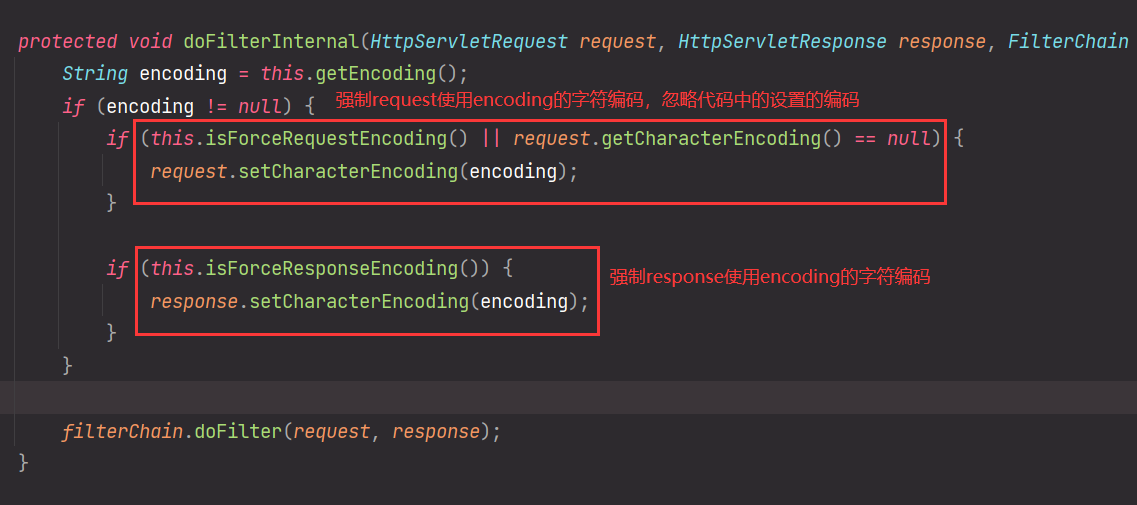 protected void doFilterInternal(HttpServletRequest request, HttpServletResponse response, FilterChain
String encoding = this.getEncoding();
if (encoding != null) { 强制request使用encoding的字符编码，忽略代码中的设置的编码
if (this.isForceRequestEncoding() || request.getCharacterEncoding() == null) {
request.setCharacterEncoding(encoding);
}
if (this.isForceResponseEncoding()) { 强制response使用encoding的字符编码
response.setCharacterEncoding(encoding);
}
}
filterChain.doFilter(request, response);
}